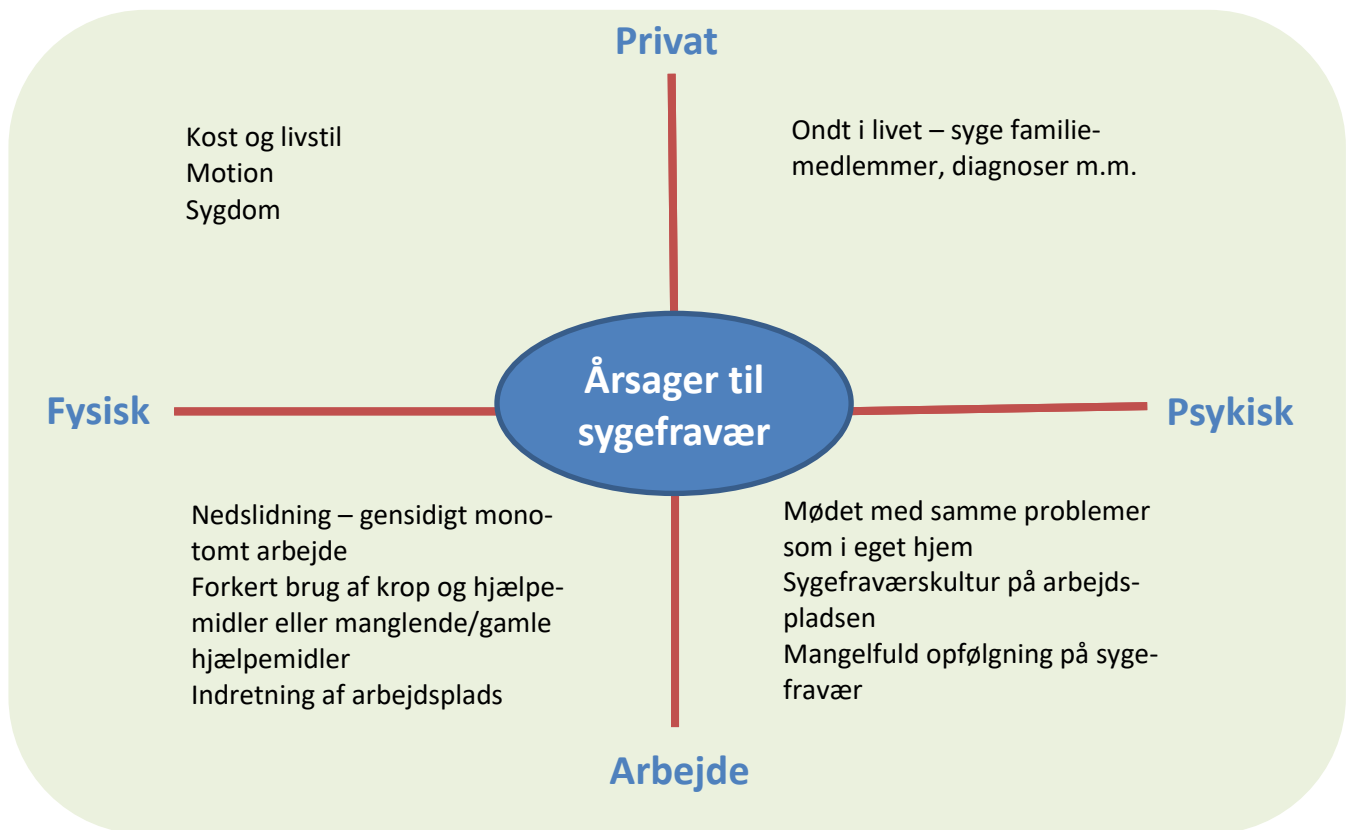 Privat
Kost og livstil
Motion
Sygdom
Ondt i livet – syge familie-
medlemmer, diagnoser m.m.
Årsager til
sygefravær
Fysisk
Psykisk
Nedslidning – gensidigt mono-
tomt arbejde
Forkert brug af krop og hjælpe-
midler eller manglende/gamle
hjælpemidler
Indretning af arbejdsplads
Mødet med samme problemer
som i eget hjem
Sygefraværskultur på arbejds-
pladsen
Mangelfuld opfølgning på syge-
fravær
Arbejde